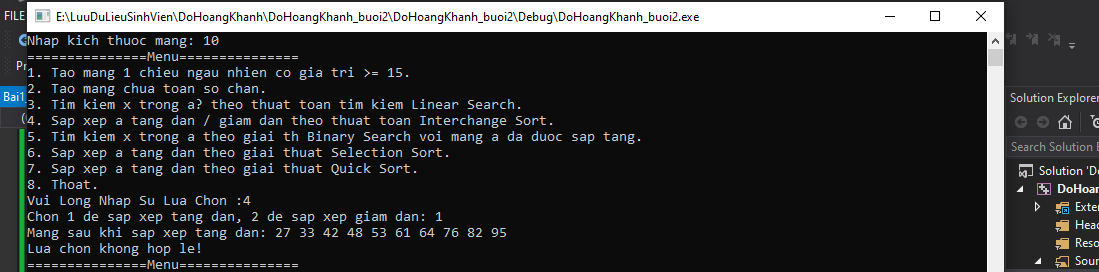 E:\LuuDuLieuSinhVien\DoHoangKhanh\DoHoangKhanh_buoi2\DoHoangKhanh_buoi2\Debug\DoHoangKhanh_buoi2.exe
FILE
Nhap kich thuoc mang: 10
===============Menu===============
1. Tao mang 1 chieu ngau nhien co gia tri >= 15.
2. Tao mang chua toan so chan.
3. Tim kiem x trong a? theo thuat toan tim kiem Linear Search.
4. Sap xep a tang dan / giam dan theo thuat toan Interchange Sort.
5. Tim kiem x trong a theo giai th Binary Search voi mang a da duoc sap tang.
6. Sap xep a tang dan theo giai thuat Selection Sort.
7. Sap xep a tang dan theo giai thuat Quick Sort.
8. Thoat.
Vui Long Nhap Su Lua Chon :4
Chon 1 de sap xep tang dan, 2 de sap xep giam dan: 1
Mang sau khi sap xep tang dan: 27 33 42 48 53 61 64 76 82 95
Lua chon khong hop le!
===============Menu===============
Pr
Bai1
Solution Explorer
Search Solution E
Solution 'D
DoHo
Exter
Head
Reso
Sour